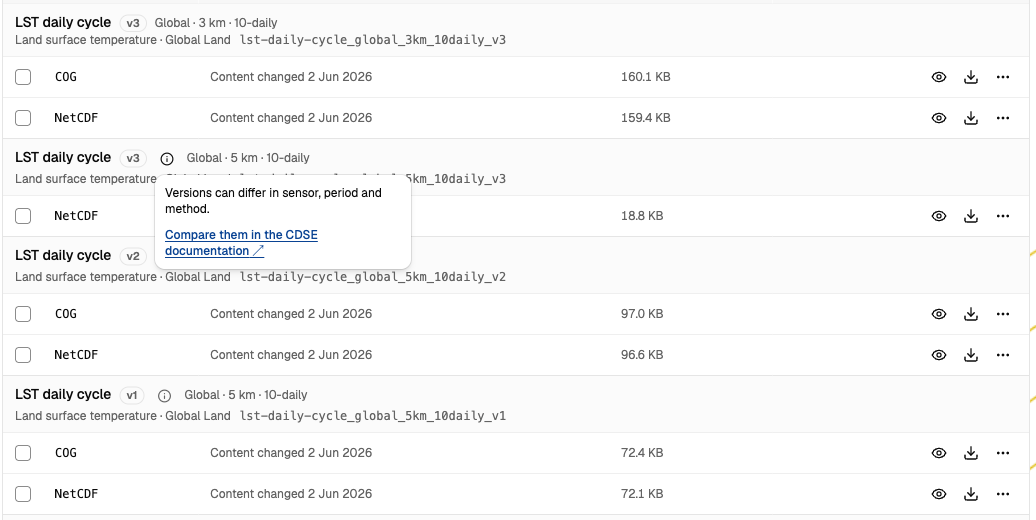 LST daily cycle v3 Global · 3 km · 10-daily
Land surface temperature · Global Land lst-daily-cycle_global_3km_10daily_v3
COG Content changed 2 Jun 2026 160.1 KB
NetCDF Content changed 2 Jun 2026 159.4 KB
LST daily cycle v3 Global · 5 km · 10-daily
Land surface temperature
Versions can differ in sensor, period and
method.
Compare them in the CDSE
documentation ↗
NetCDF 18.8 KB
LST daily cycle v2
Land surface temperature · Global Land lst-daily-cycle_global_5km_10daily_v2
COG Content changed 2 Jun 2026 97.0 KB
NetCDF Content changed 2 Jun 2026 96.6 KB
LST daily cycle v1 Global · 5 km · 10-daily
Land surface temperature · Global Land lst-daily-cycle_global_5km_10daily_v1
COG Content changed 2 Jun 2026 72.4 KB
NetCDF Content changed 2 Jun 2026 72.1 KB